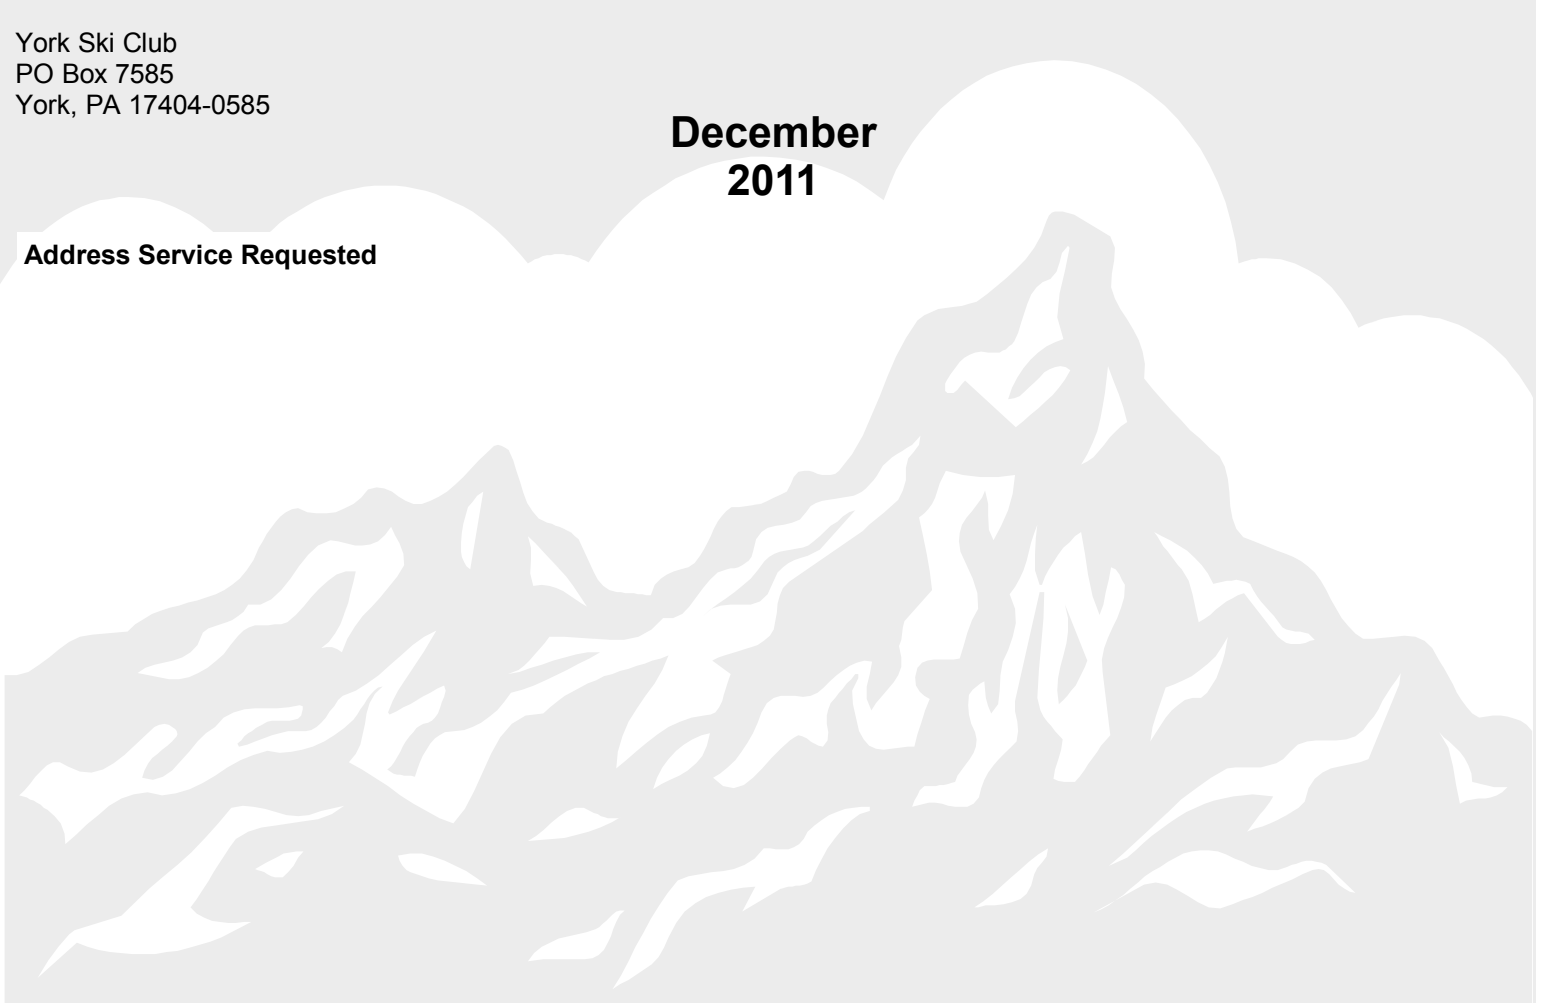 York Ski Club
PO Box 7585
York, PA 17404-0585
December
2011
Address Service Requested